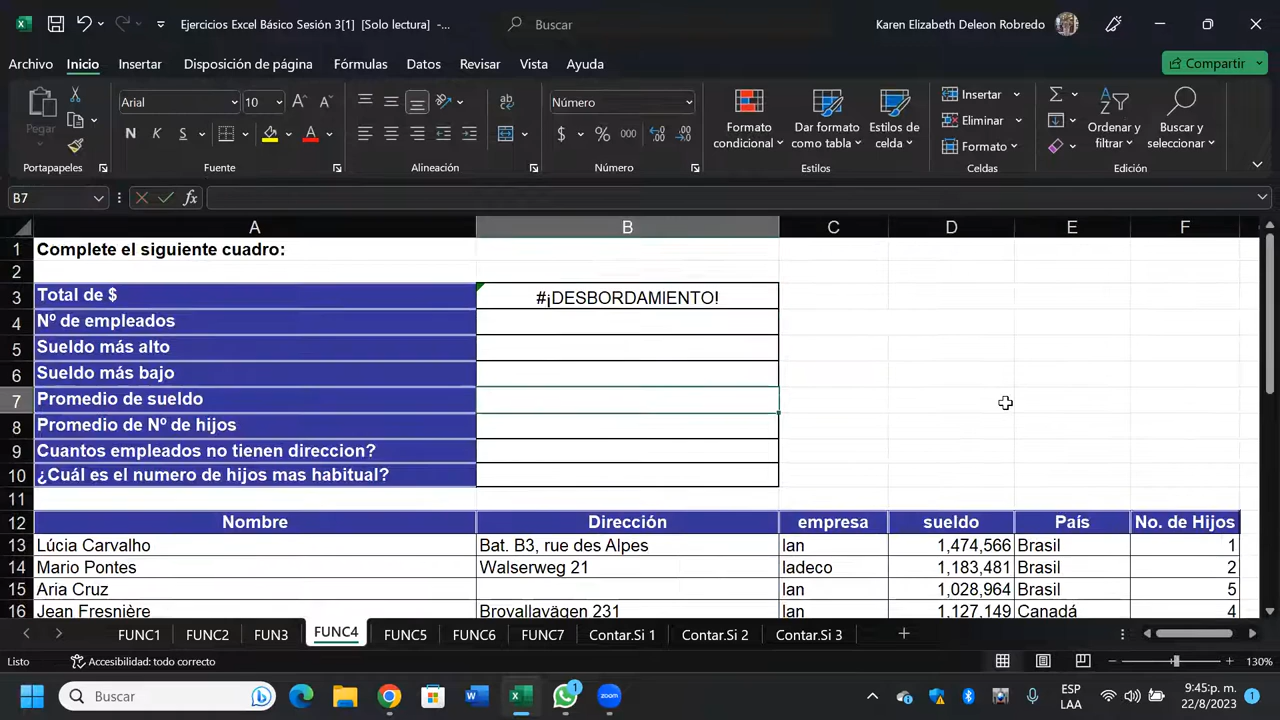 Ejercicios Excel Básico Sesión 3[1] [Solo lectura] -...
Buscar
Karen Elizabeth Deleon Robredo
Archivo Inicio Insertar Disposición de página Fórmulas Datos Revisar Vista Ayuda
Compartir
Pegar
Portapapeles
Arial 10
N K S
Fuente
Alineación
Número
$ % 000
Número
Formato condicional
Dar formato como tabla
Estilos de celda
Estilos
Insertar
Eliminar
Formato
Celdas
Ordenar y filtrar
Buscar y seleccionar
Edición
B7
fx
A B C D E F
1 Complete el siguiente cuadro:
2
3 Total de $ #¡DESBORDAMIENTO!
4 Nº de empleados
5 Sueldo más alto
6 Sueldo más bajo
7 Promedio de sueldo
8 Promedio de Nº de hijos
9 Cuantos empleados no tienen direccion?
10 ¿Cuál es el numero de hijos mas habitual?
11
12 Nombre Dirección empresa sueldo País No. de Hijos
13 Lúcia Carvalho Bat. B3, rue des Alpes lan 1,474,566 Brasil 1
14 Mario Pontes Walserweg 21 ladeco 1,183,481 Brasil 2
15 Aria Cruz lan 1,028,964 Brasil 5
16 Jean Fresnière Brovallavägen 231 lan 1,127,149 Canadá 4
FUNC1 FUNC2 FUN3 FUNC4 FUNC5 FUNC6 FUNC7 Contar.Si 1 Contar.Si 2 Contar.Si 3
Listo Accesibilidad: todo correcto 130%
Buscar
1
zoom
ESP
LAA
9:45 p. m.
22/8/2023
1